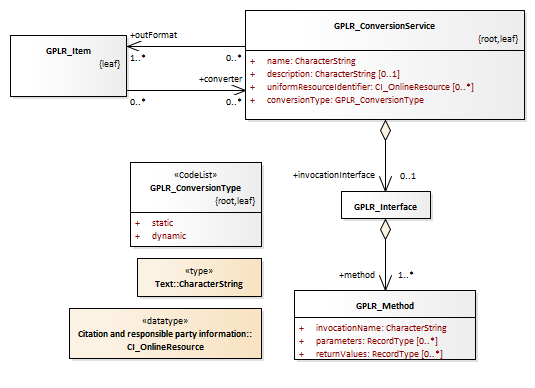 GPLR_Item
{leaf}
+outFormat
1..*
0..*
+converter
0..*
0..*
GPLR_ConversionService
{root,leaf}
+ name: CharacterString
+ description: CharacterString [0..1]
+ uniformResourceIdentifier: CI_OnlineResource [0..*]
+ conversionType: GPLR_ConversionType
+invocationInterface
0..1
«CodeList»
GPLR_ConversionType
{root,leaf}
+ static
+ dynamic
GPLR_Interface
«type»
Text::CharacterString
+method
1..*
«datatype»
Citation and responsible party information::
CI_OnlineResource
GPLR_Method
+ invocationName: CharacterString
+ parameters: RecordType [0..*]
+ returnValues: RecordType [0..*]